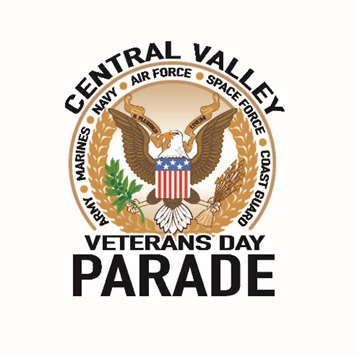 CENTRAL VALLEY
ARMY • MARINES • NAVY • AIR FORCE • SPACE FORCE • COAST GUARD
VETERANS DAY
PARADE